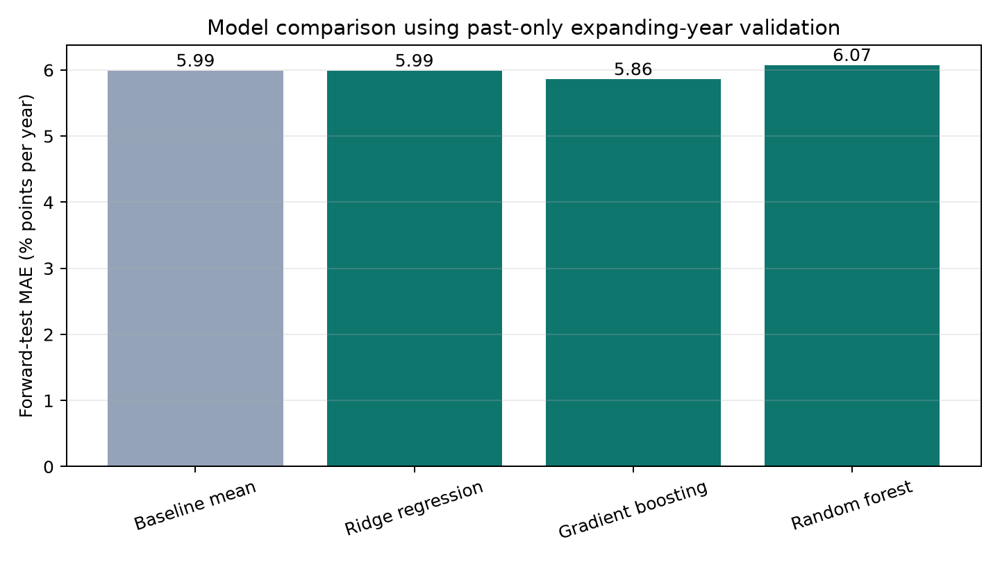 Model comparison using past-only expanding-year validation
Forward-test MAE (% points per year)
6
5
4
3
2
1
0
5.99
5.99
5.86
6.07
Baseline mean
Ridge regression
Gradient boosting
Random forest